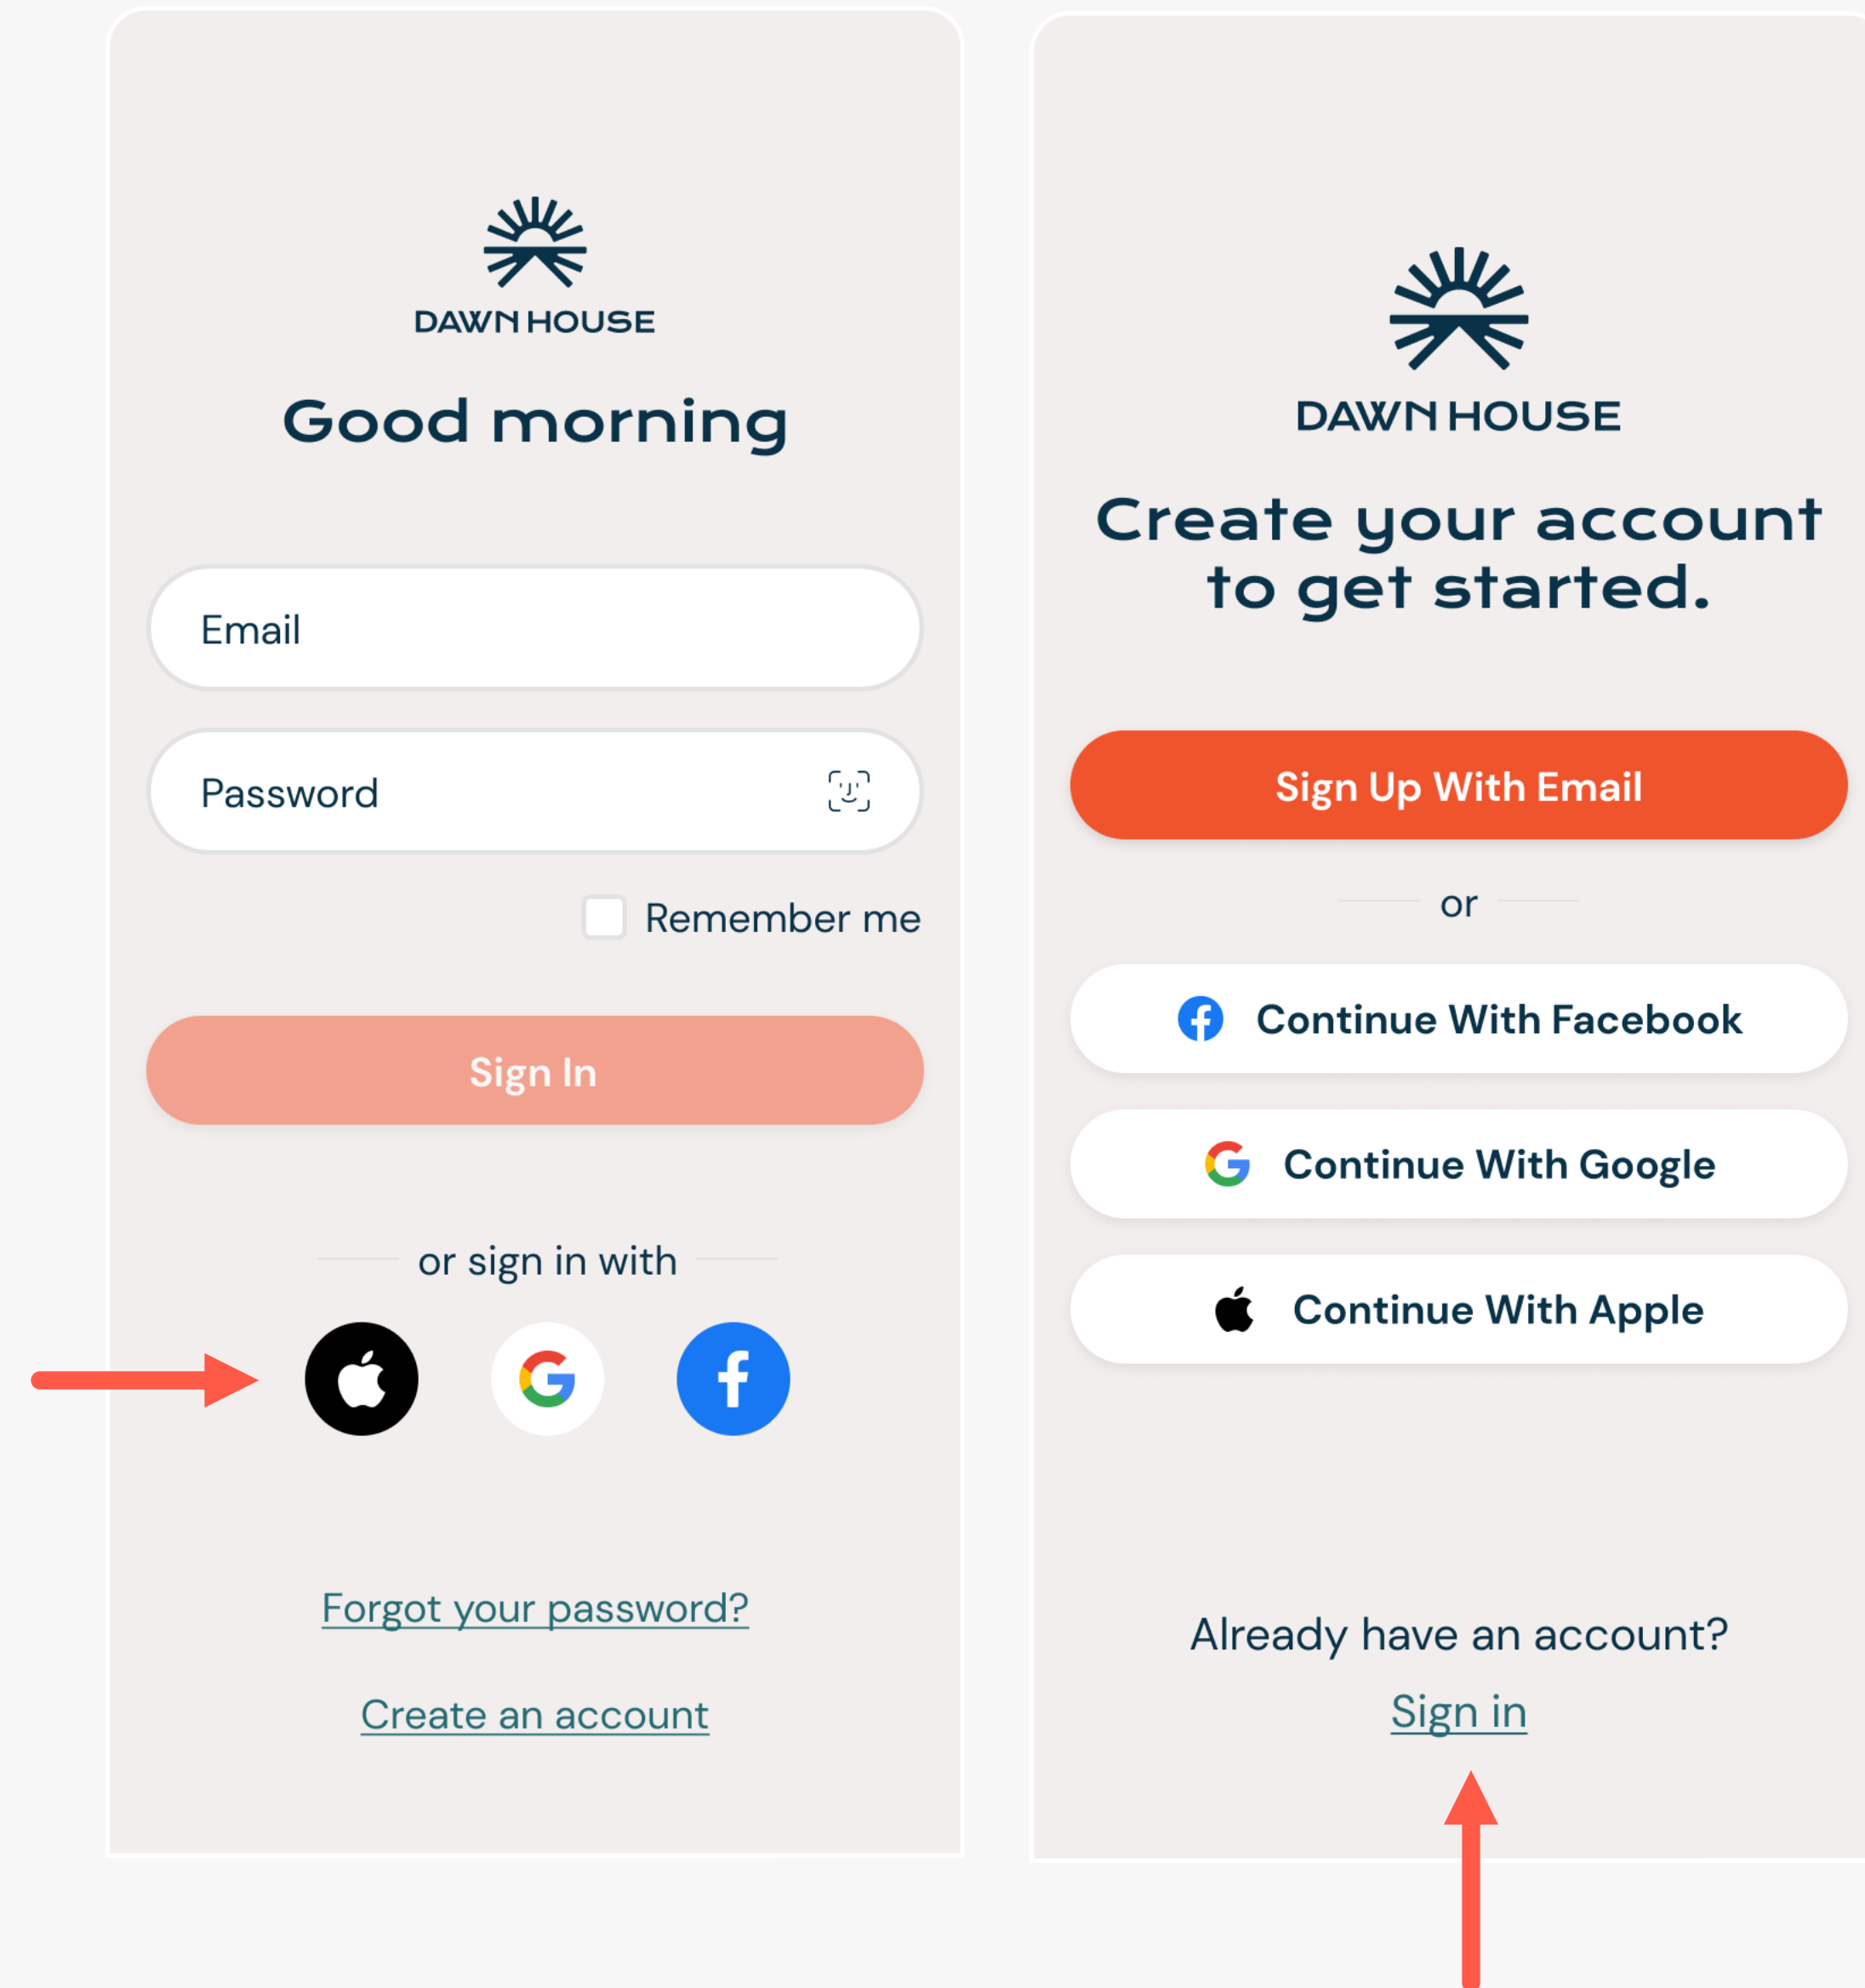 DAWN HOUSE
Good morning
Email
Password
Remember me
Sign In
or sign in with
Forgot your password?
Create an account
DAWN HOUSE
Create your account
to get started.
Sign Up With Email
or
Continue With Facebook
Continue With Google
Continue With Apple
Already have an account?
Sign in